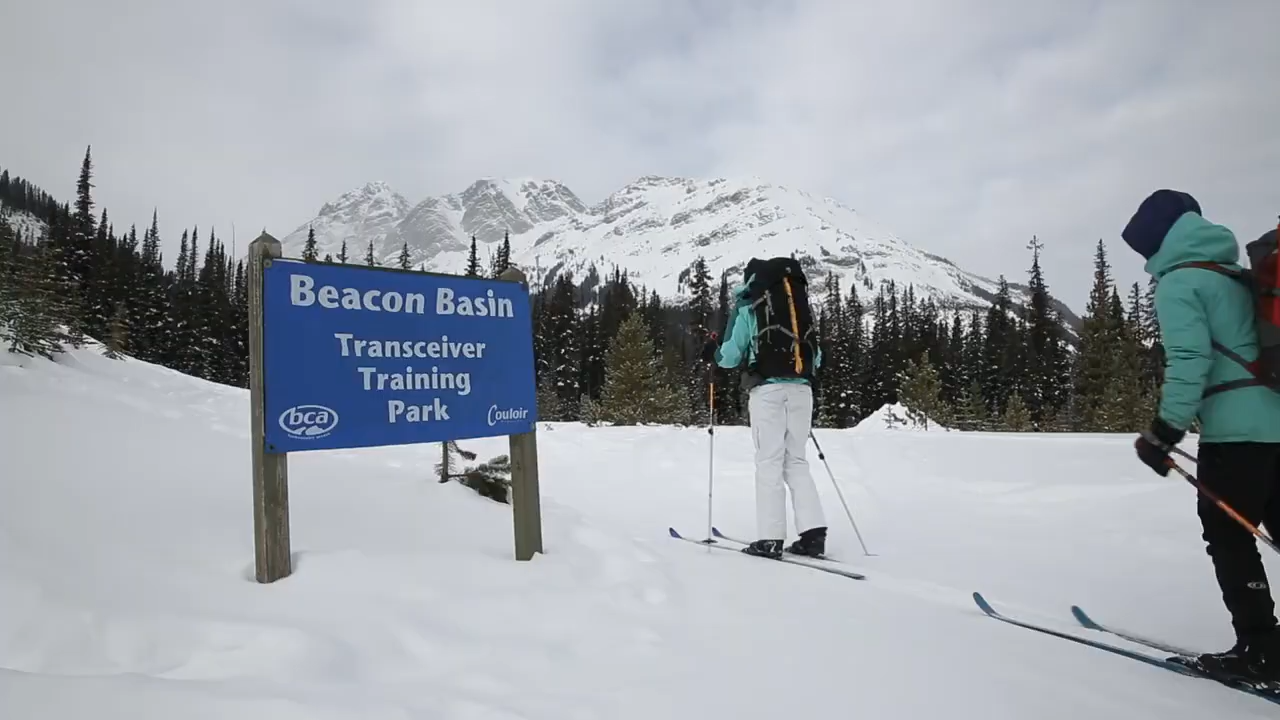 Beacon Basin
Transceiver
Training
Park
bca
Couloir